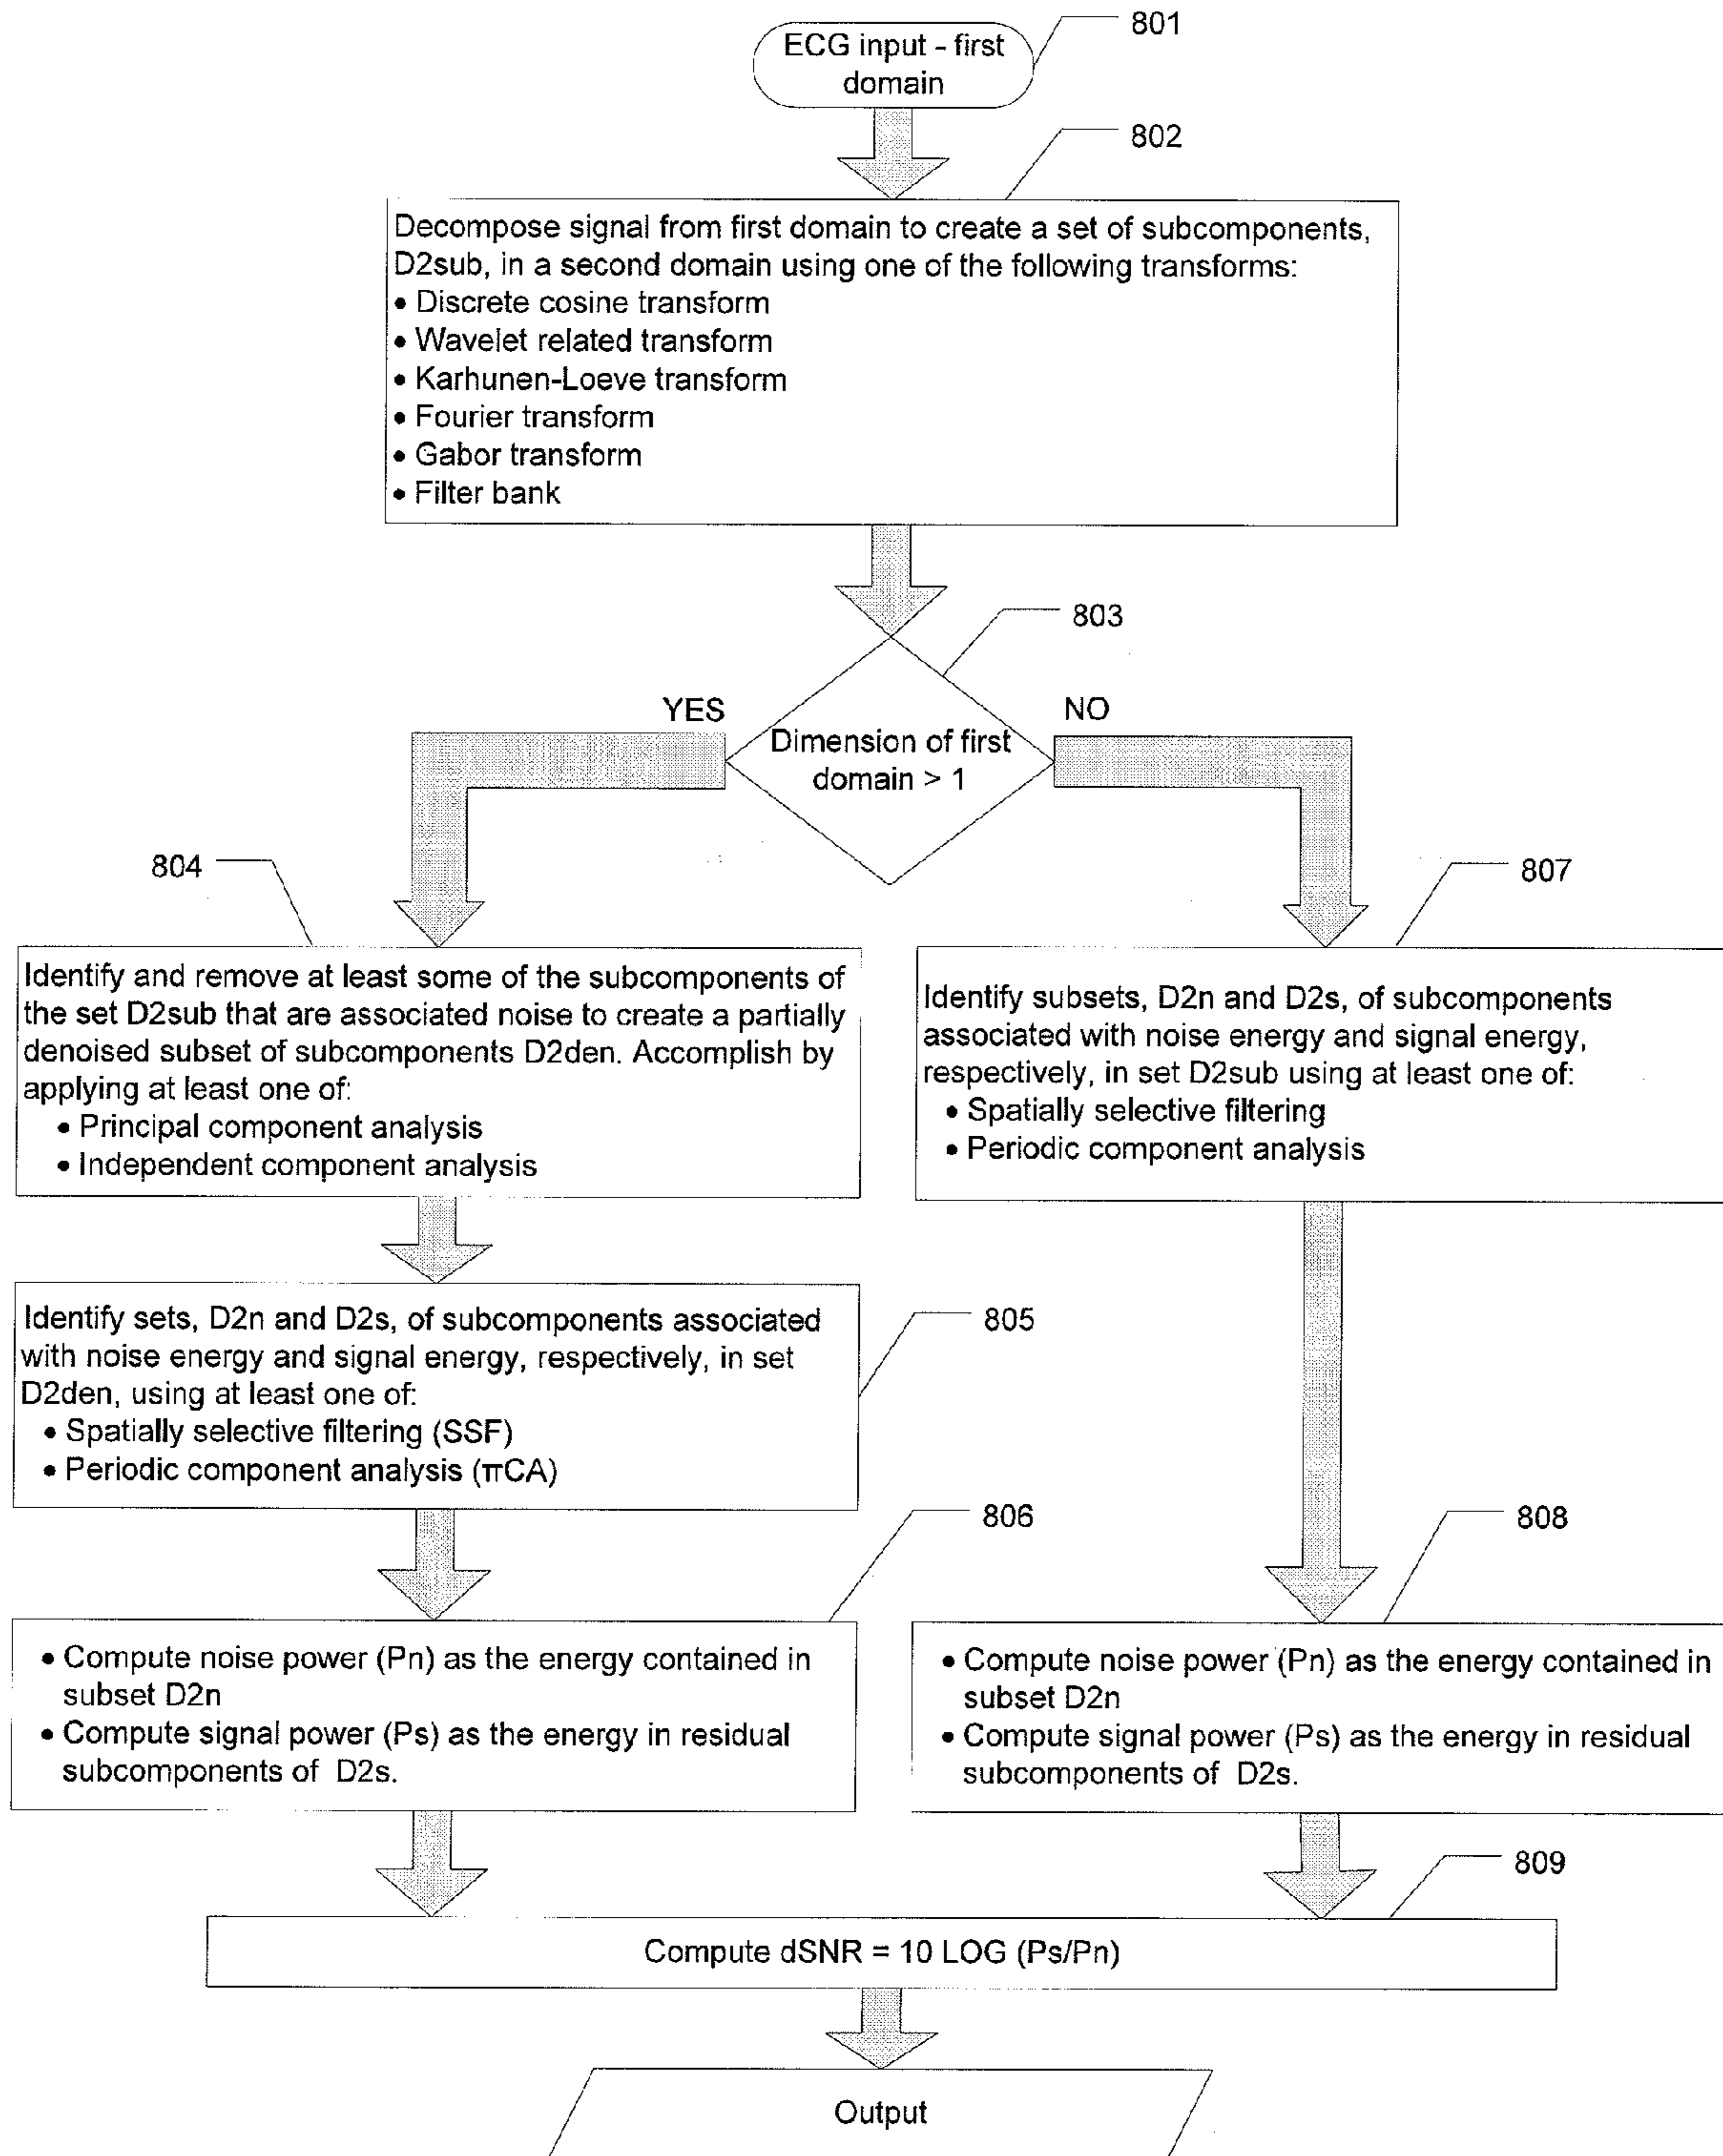 801
ECG input - first
domain
802
Decompose signal from first domain to create a set of subcomponents,
D2sub, in a second domain using one of the following transforms:
• Discrete cosine transform
• Wavelet related transform
• Karhunen-Loeve transform
• Fourier transform
• Gabor transform
• Filter bank
803
YES
NO
Dimension of first
domain > 1
804
807
Identify and remove at least some of the subcomponents of
the set D2sub that are associated noise to create a partially
denoised subset of subcomponents D2den. Accomplish by
applying at least one of:
• Principal component analysis
• Independent component analysis
Identify subsets, D2n and D2s, of subcomponents
associated with noise energy and signal energy,
respectively, in set D2sub using at least one of:
• Spatially selective filtering
• Periodic component analysis
805
Identify sets, D2n and D2s, of subcomponents associated
with noise energy and signal energy, respectively, in set
D2den, using at least one of:
• Spatially selective filtering (SSF)
• Periodic component analysis (πCA)
806
808
• Compute noise power (Pn) as the energy contained in
subset D2n
• Compute signal power (Ps) as the energy in residual
subcomponents of D2s.
• Compute noise power (Pn) as the energy contained in
subset D2n
• Compute signal power (Ps) as the energy in residual
subcomponents of D2s.
809
Compute dSNR = 10 LOG (Ps/Pn)
Output